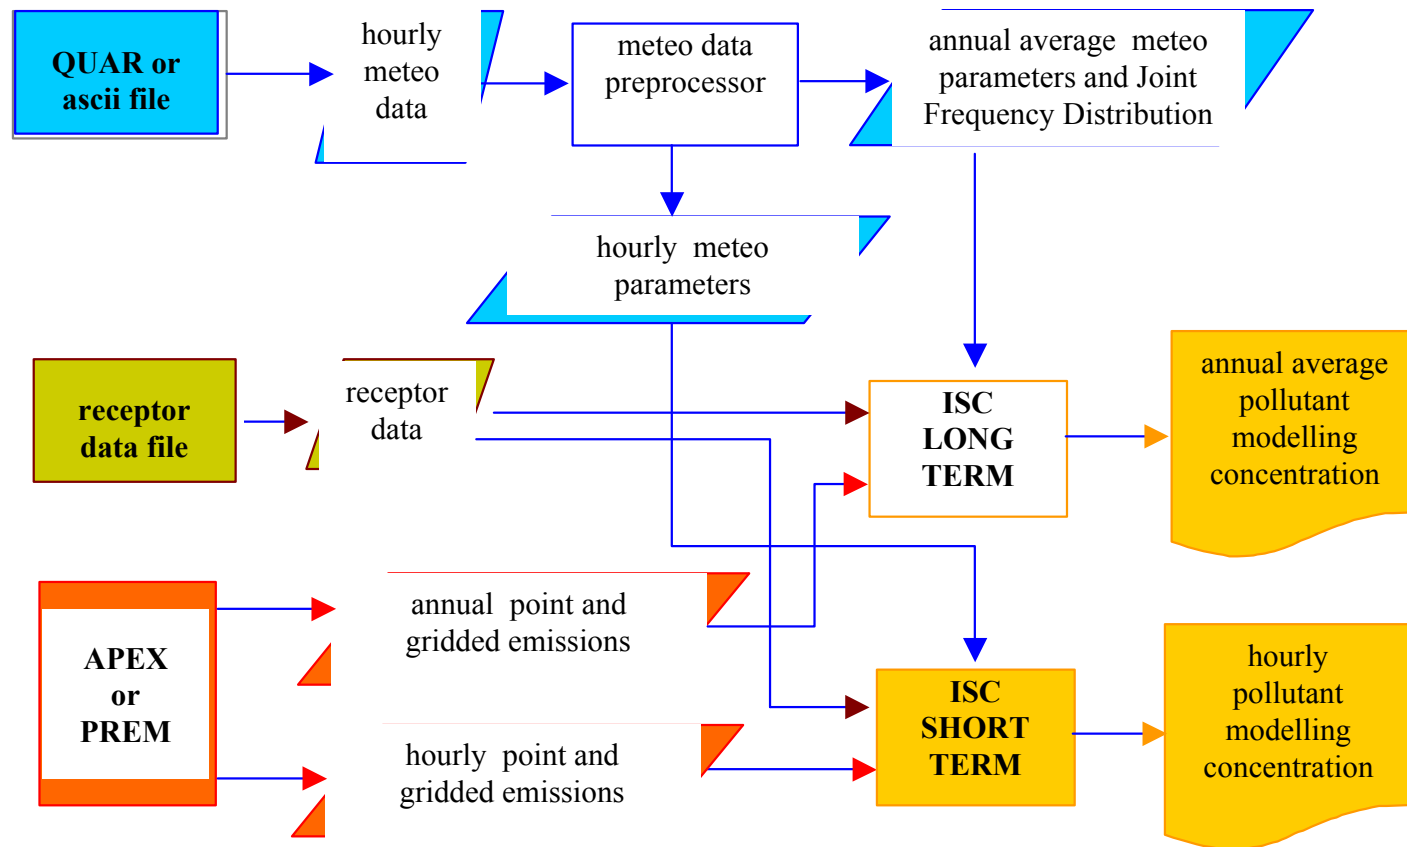 QUAR or
ascii file
hourly
meteo
data
meteo data
preprocessor
annual average meteo
parameters and Joint
Frequency Distribution
hourly meteo
parameters
receptor
data file
receptor
data
ISC
LONG
TERM
annual average
pollutant
modelling
concentration
APEX
or
PREM
annual point and
gridded emissions
hourly point and
gridded emissions
ISC
SHORT
TERM
hourly
pollutant
modelling
concentration